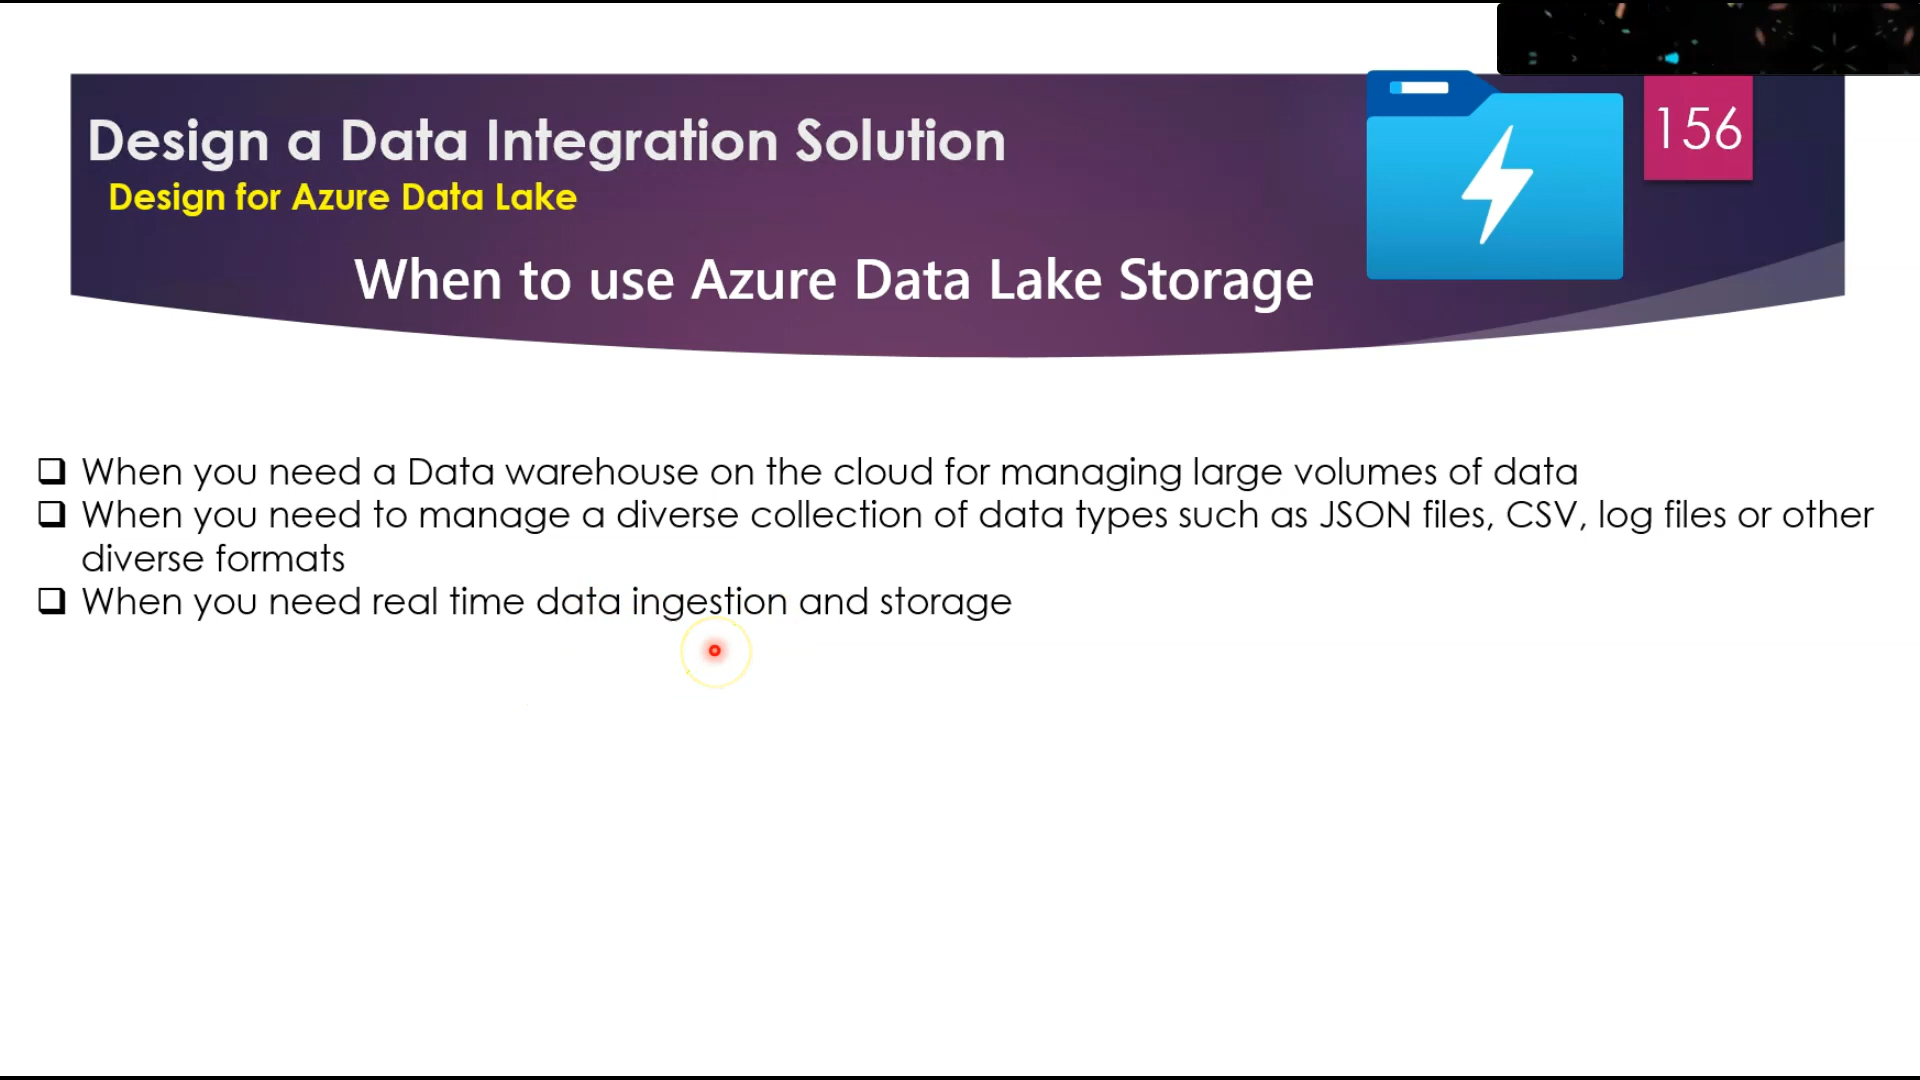 156
Design a Data Integration Solution
Design for Azure Data Lake
When to use Azure Data Lake Storage
When you need a Data warehouse on the cloud for managing large volumes of data
When you need to manage a diverse collection of data types such as JSON files, CSV, log files or other
diverse formats
When you need real time data ingestion and storage